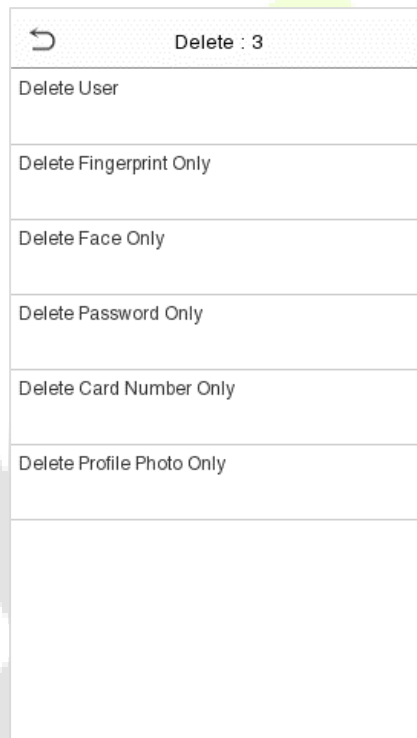 Delete : 3
Delete User
Delete Fingerprint Only
Delete Face Only
Delete Password Only
Delete Card Number Only
Delete Profile Photo Only